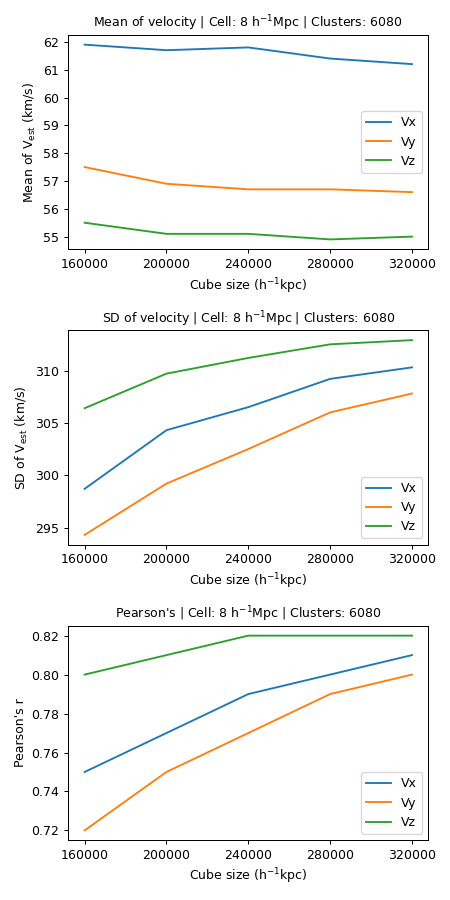 Mean of velocity | Cell: 8 h⁻¹Mpc | Clusters: 6080
62
61
60
59
58
57
56
55
Mean of V_est (km/s)
Vx
Vy
Vz
160000 200000 240000 280000 320000
Cube size (h⁻¹kpc)
SD of velocity | Cell: 8 h⁻¹Mpc | Clusters: 6080
310
305
300
295
SD of V_est (km/s)
Vx
Vy
Vz
160000 200000 240000 280000 320000
Cube size (h⁻¹kpc)
Pearson's | Cell: 8 h⁻¹Mpc | Clusters: 6080
0.82
0.80
0.78
0.76
0.74
0.72
Pearson's r
Vx
Vy
Vz
160000 200000 240000 280000 320000
Cube size (h⁻¹kpc)